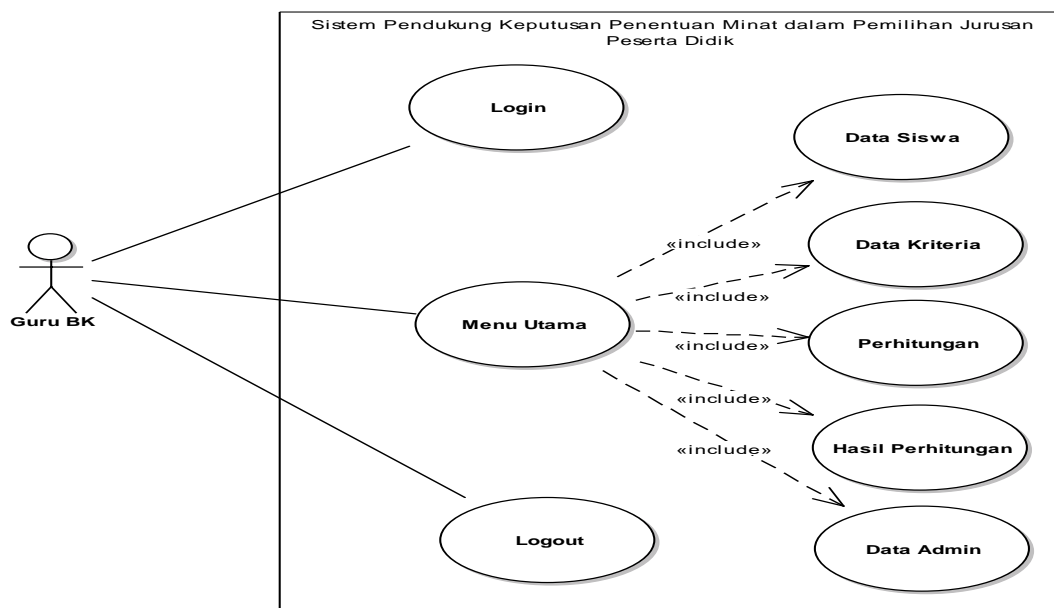 Sistem Pendukung Keputusan Penentuan Minat dalam Pemilihan Jurusan
Peserta Didik
Login
Data Siswa
«include»
Data Kriteria
«include»
Guru BK
Menu Utama
«include»
Perhitungan
«include»
Hasil Perhitungan
«include»
Logout
Data Admin